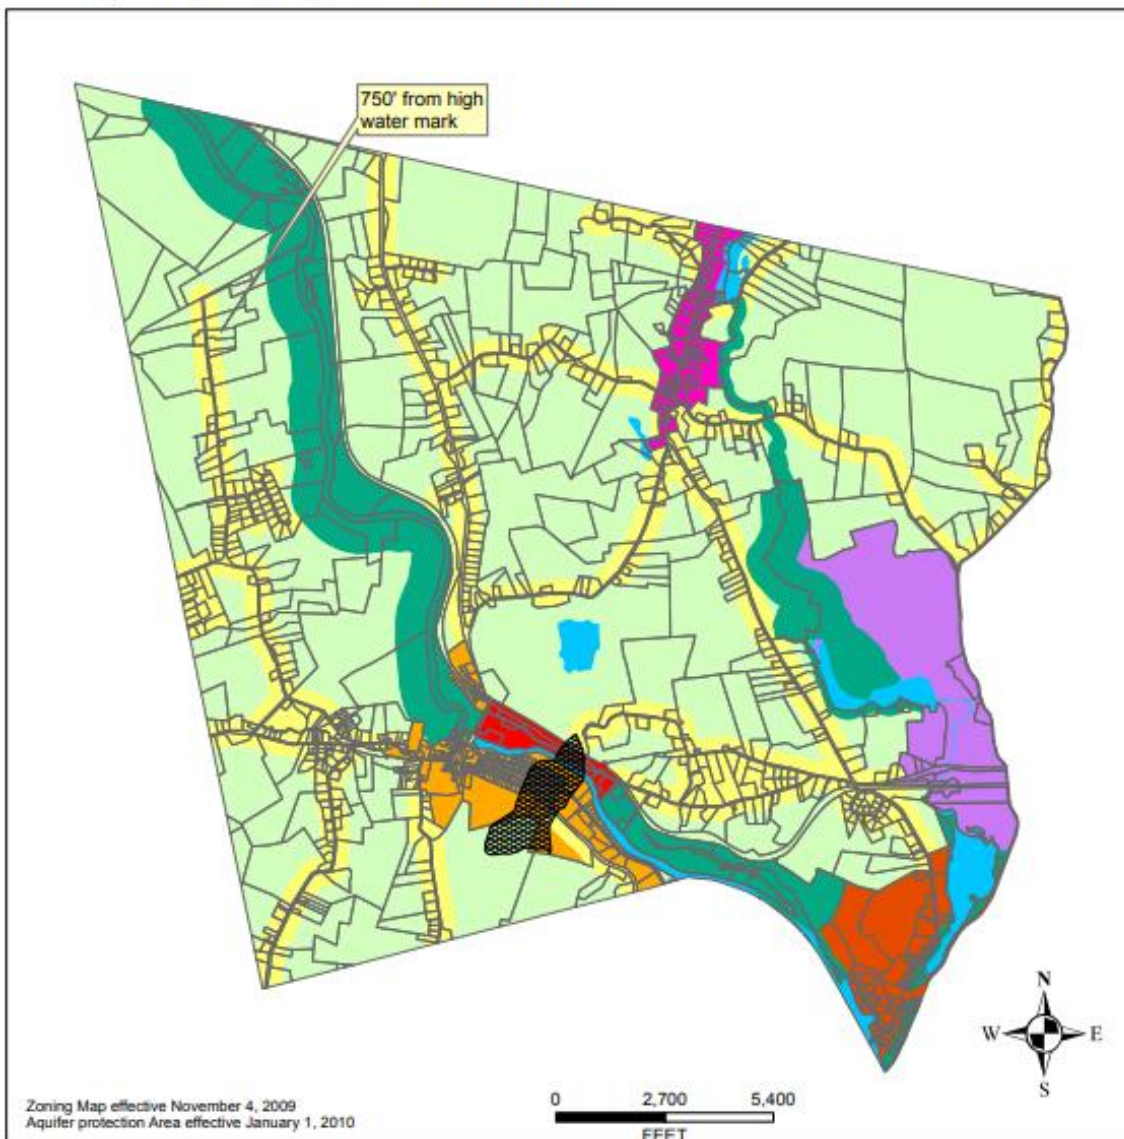 750' from high
water mark
N
W E
S
0 2,700 5,400
FEET
Zoning Map effective November 4, 2009
Aquifer protection Area effective January 1, 2010